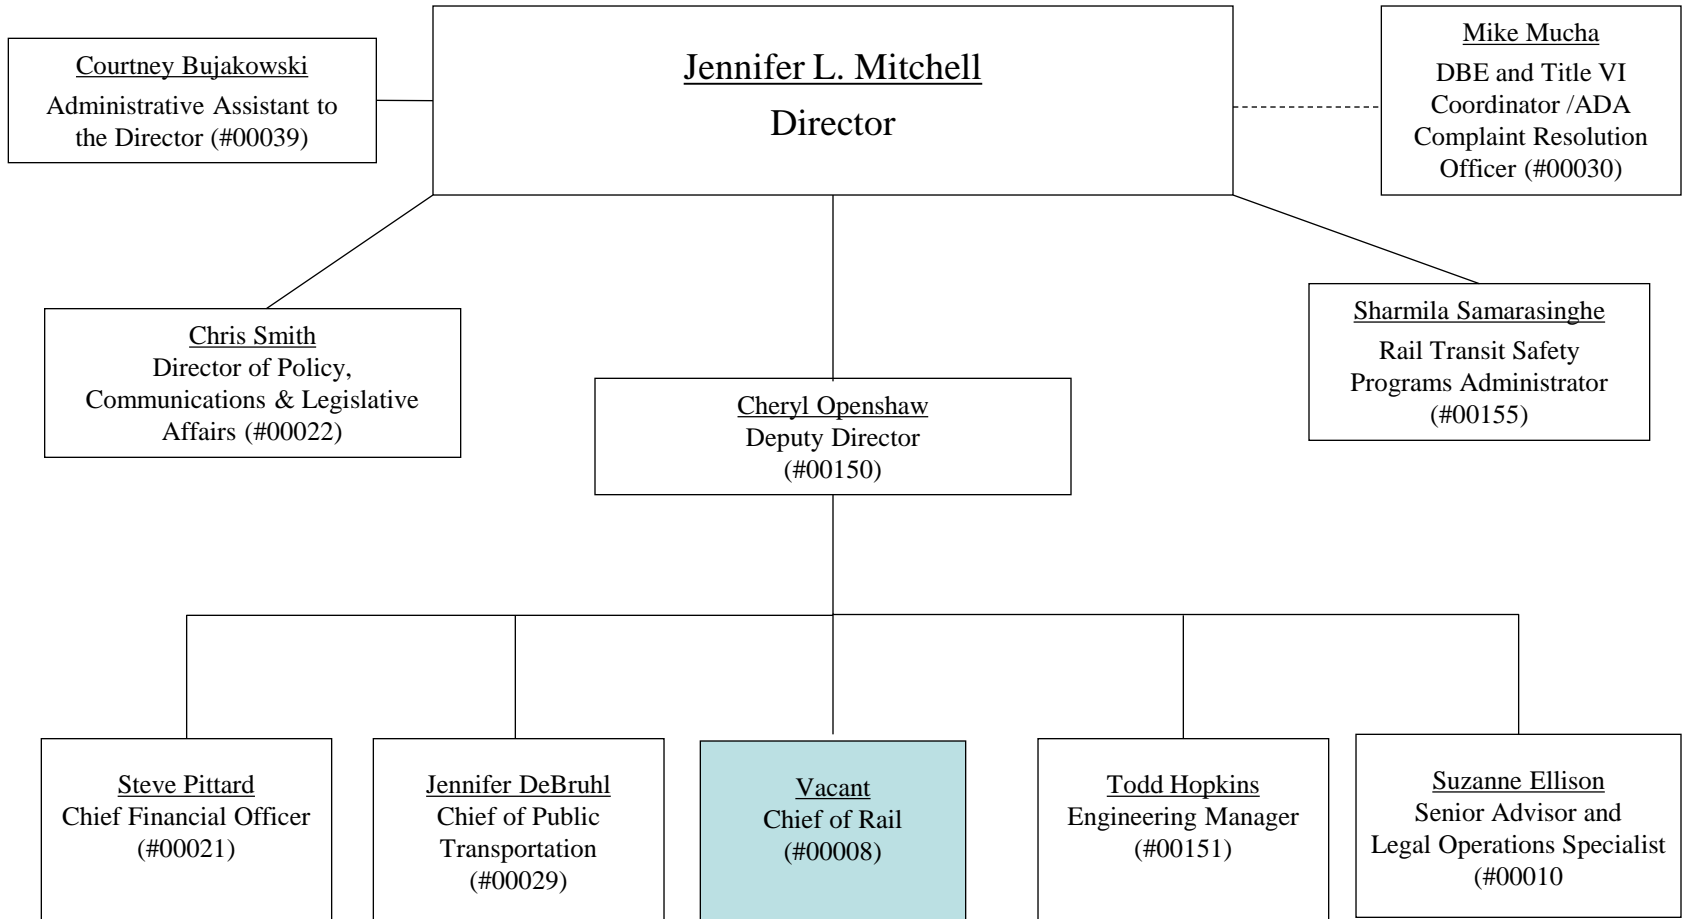 Jennifer L. Mitchell
Director
Courtney Bujakowski
Administrative Assistant to
the Director (#00039)
Mike Mucha
DBE and Title VI
Coordinator /ADA
Complaint Resolution
Officer (#00030)
Chris Smith
Director of Policy,
Communications & Legislative
Affairs (#00022)
Cheryl Openshaw
Deputy Director
(#00150)
Sharmila Samarasinghe
Rail Transit Safety
Programs Administrator
(#00155)
Steve Pittard
Chief Financial Officer
(#00021)
Jennifer DeBruhl
Chief of Public
Transportation
(#00029)
Vacant
Chief of Rail
(#00008)
Todd Hopkins
Engineering Manager
(#00151)
Suzanne Ellison
Senior Advisor and
Legal Operations Specialist
(#00010